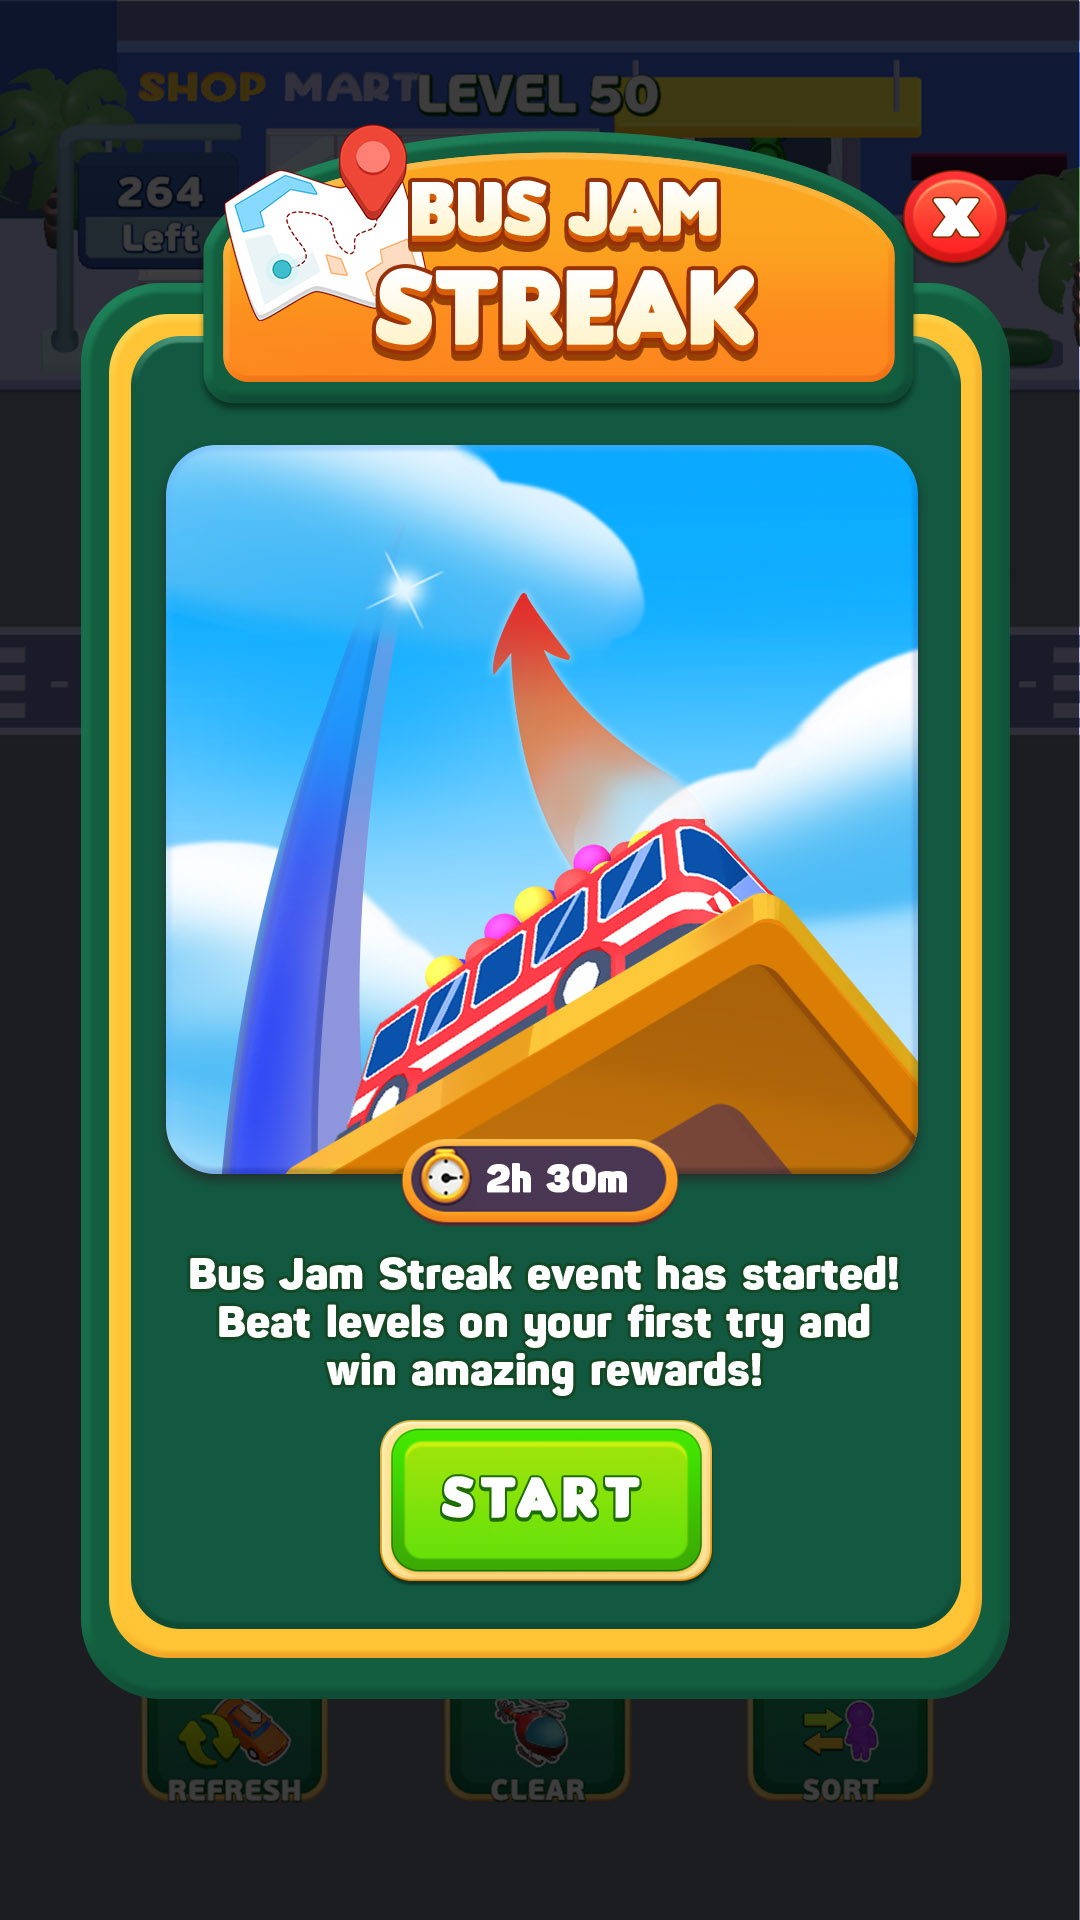 SHOP MART
LEVEL 50
264
Left
BUS JAM
STREAK
X
2h 30m
Bus Jam Streak event has started!
Beat levels on your first try and
win amazing rewards!
START
REFRESH
CLEAR
SORT